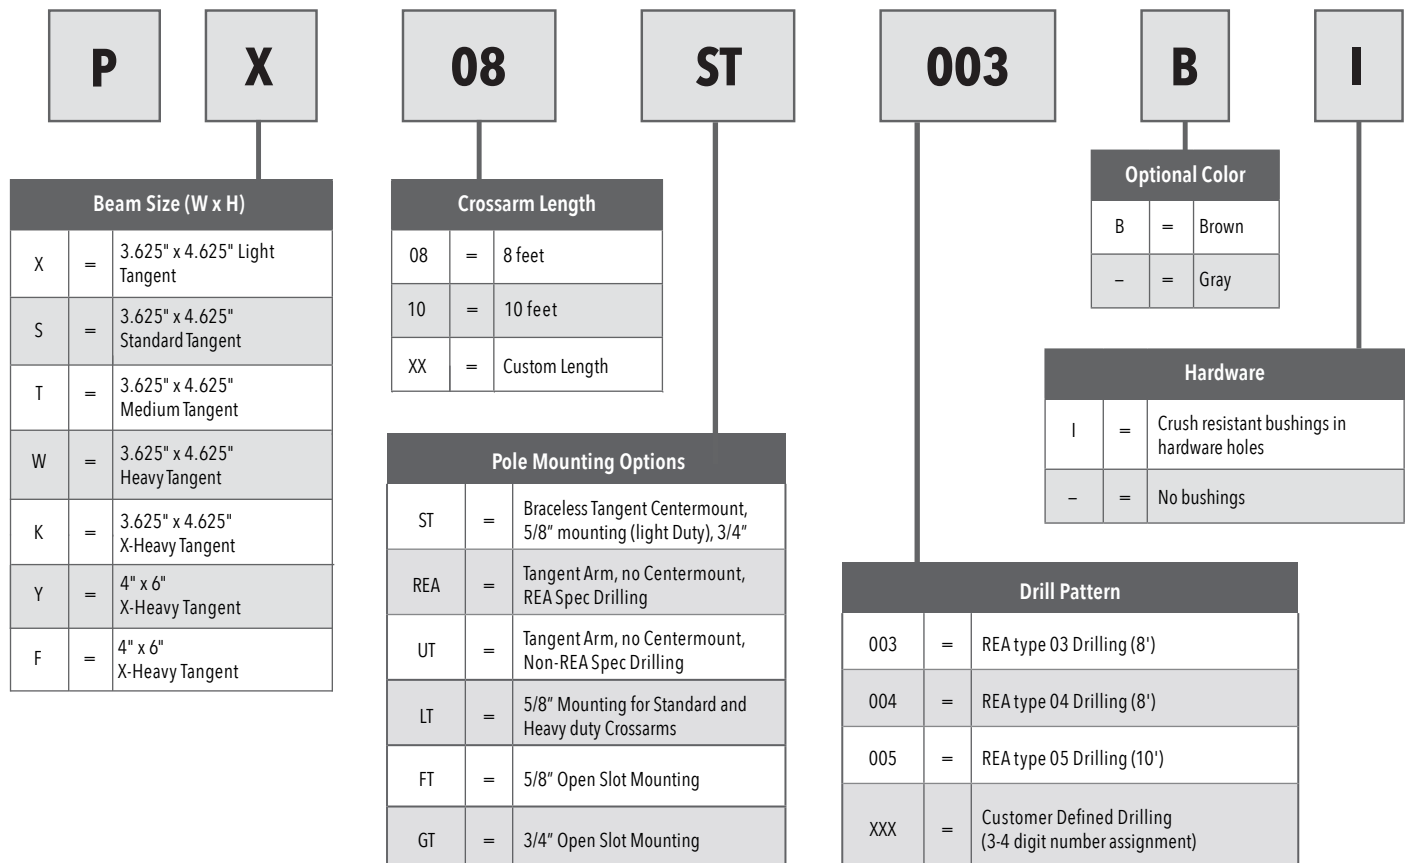 P X 08 ST 003 B I
Beam Size (W x H)
X = 3.625" x 4.625" Light
Tangent
S = 3.625" x 4.625"
Standard Tangent
T = 3.625" x 4.625"
Medium Tangent
W = 3.625" x 4.625"
Heavy Tangent
K = 3.625" x 4.625"
X-Heavy Tangent
Y = 4" x 6"
X-Heavy Tangent
F = 4" x 6"
X-Heavy Tangent
Crossarm Length
08 = 8 feet
10 = 10 feet
XX = Custom Length
Pole Mounting Options
ST = Braceless Tangent Centermount,
5/8" mounting (light Duty), 3/4"
REA = Tangent Arm, no Centermount,
REA Spec Drilling
UT = Tangent Arm, no Centermount,
Non-REA Spec Drilling
LT = 5/8" Mounting for Standard and
Heavy duty Crossarms
FT = 5/8" Open Slot Mounting
GT = 3/4" Open Slot Mounting
Optional Color
B = Brown
– = Gray
Hardware
I = Crush resistant bushings in
hardware holes
– = No bushings
Drill Pattern
003 = REA type 03 Drilling (8')
004 = REA type 04 Drilling (8')
005 = REA type 05 Drilling (10')
XXX = Customer Defined Drilling
(3-4 digit number assignment)